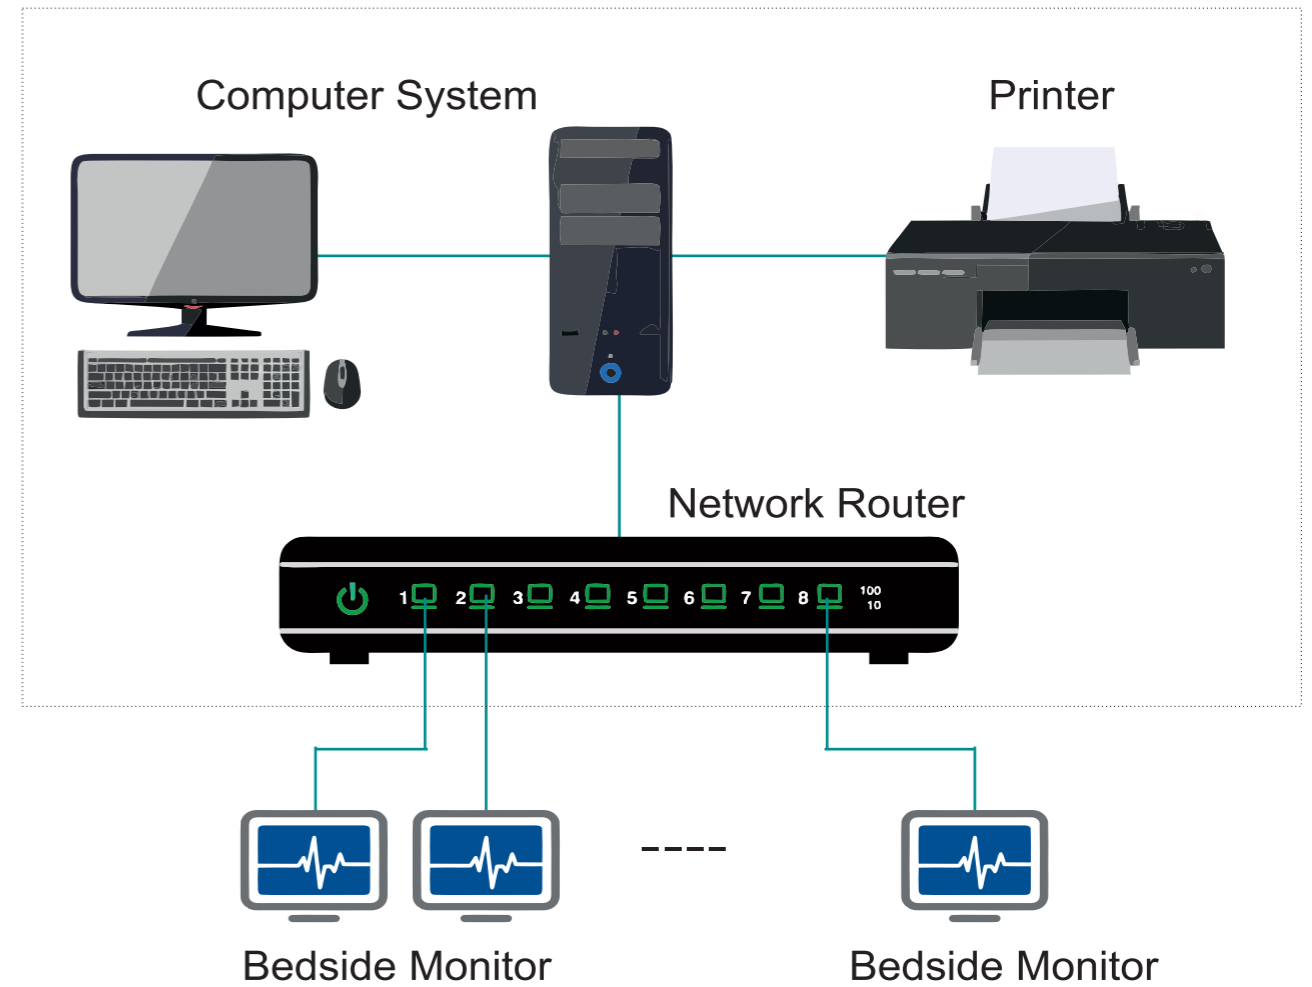 Computer System
Printer
Network Router
1 2 3 4 5 6 7 8 100
10
Bedside Monitor
Bedside Monitor